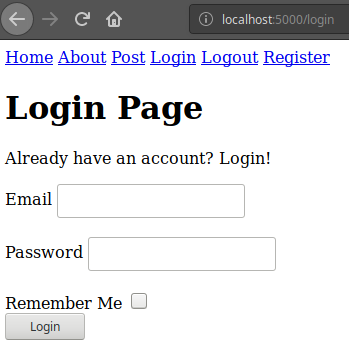 localhost:5000/login
Home About Post Login Logout Register
Login Page
Already have an account? Login!
Email
Password
Remember Me
Login